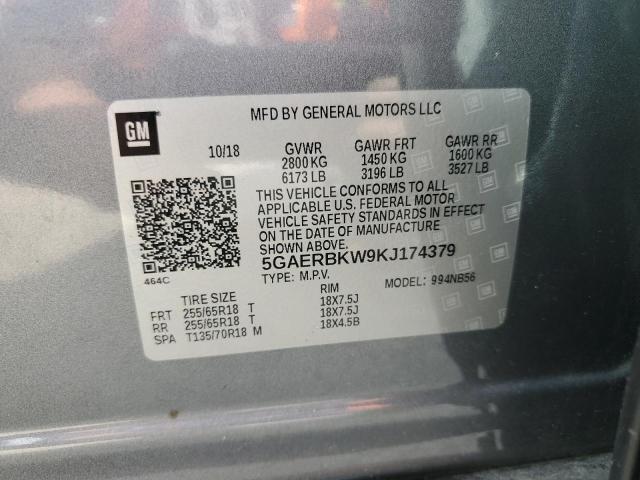 GM
MFD BY GENERAL MOTORS LLC
10/18 GVWR GAWR FRT GAWR RR
2800 KG 1450 KG 1600 KG
6173 LB 3196 LB 3527 LB
THIS VEHICLE CONFORMS TO ALL
APPLICABLE U.S. FEDERAL MOTOR
VEHICLE SAFETY STANDARDS IN EFFECT
ON THE DATE OF MANUFACTURE
SHOWN ABOVE.
464C
5GAERBKW9KJ174379
TYPE: M.P.V. MODEL: 994NB56
TIRE SIZE RIM
FRT 255/65R18 T 18X7.5J
RR 255/65R18 T 18X7.5J
SPA T135/70R18 M 18X4.5B